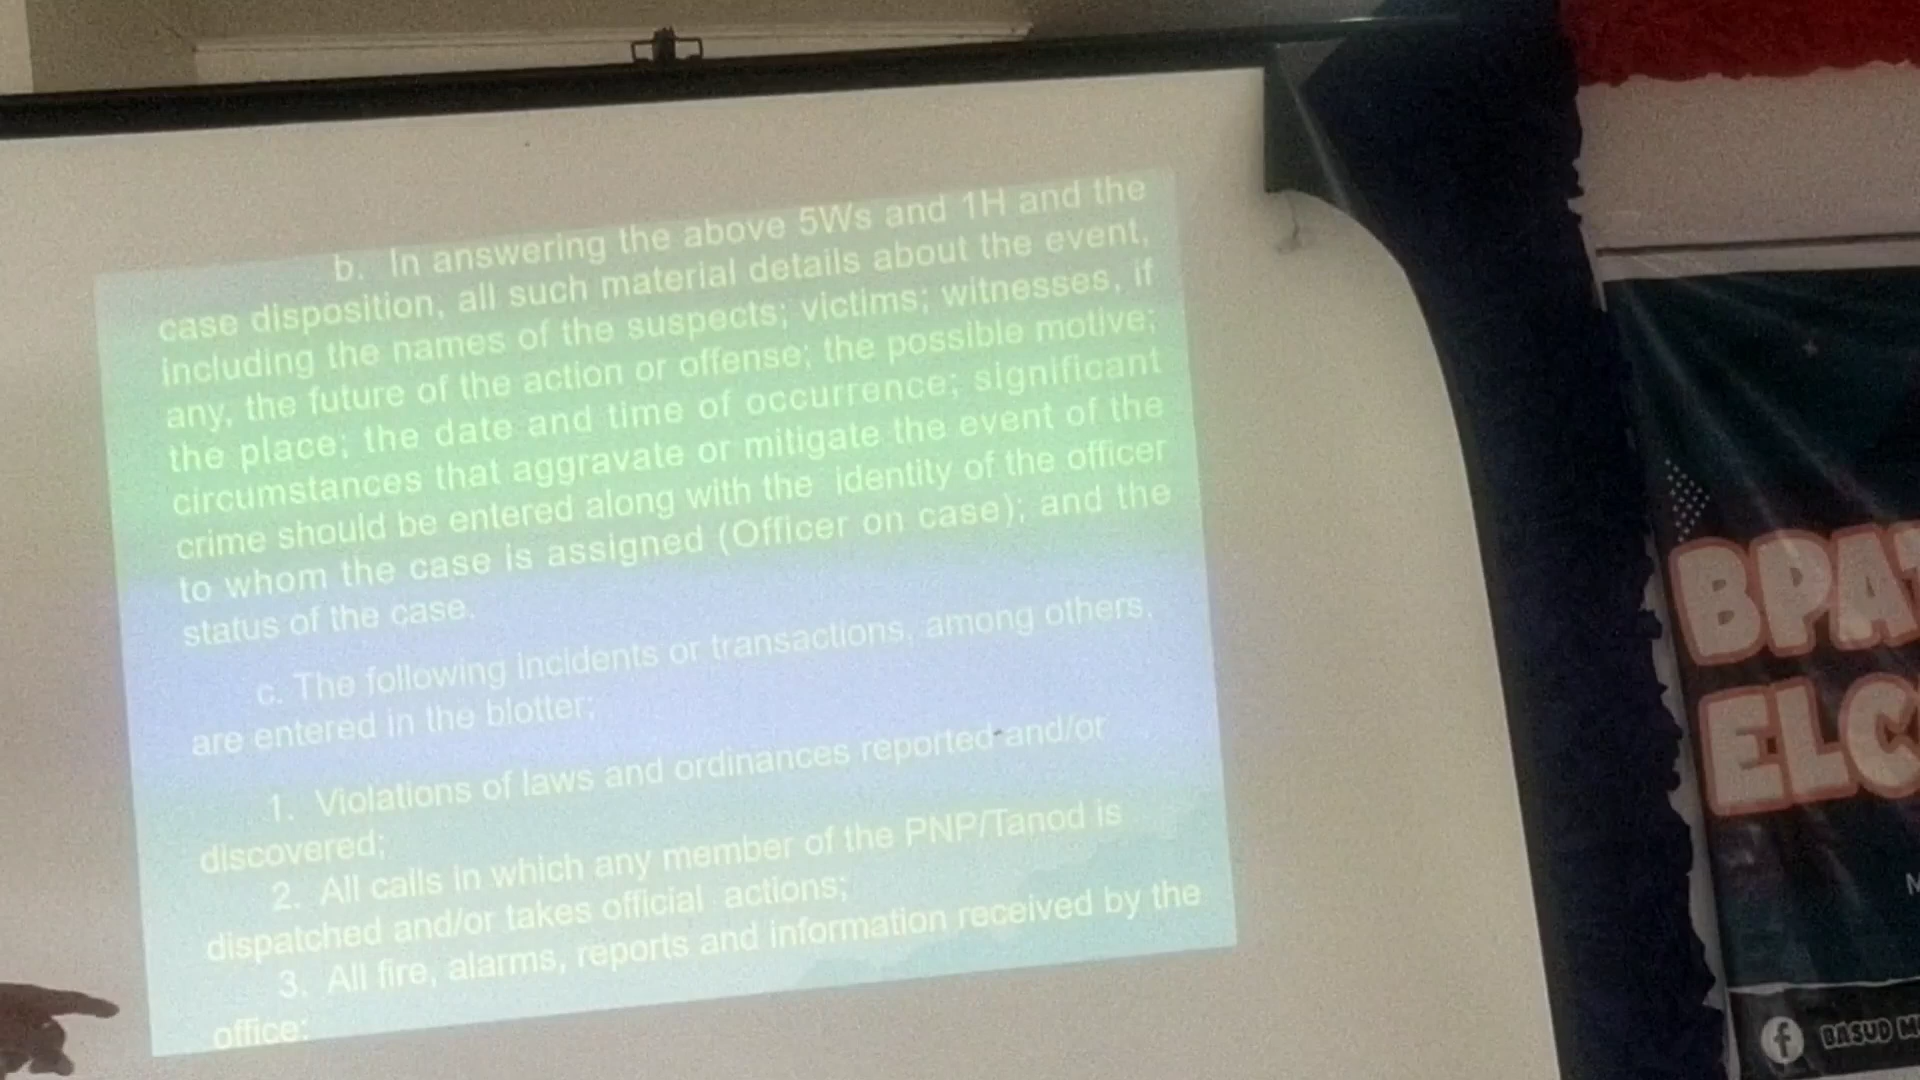 b. In answering the above 5Ws and 1H and the
case disposition, all such material details about the event,
including the names of the suspects; victims; witnesses, if
any, the future of the action or offense; the possible motive;
the place; the date and time of occurrence; significant
circumstances that aggravate or mitigate the event of the
crime should be entered along with the identity of the officer
to whom the case is assigned (Officer on case); and the
status of the case.
c. The following incidents or transactions, among others,
are entered in the blotter;
1. Violations of laws and ordinances reported and/or
discovered;
2. All calls in which any member of the PNP/Tanod is
dispatched and/or takes official actions;
3. All fire, alarms, reports and information received by the
office;
BPAT
ELC
f BASUD M